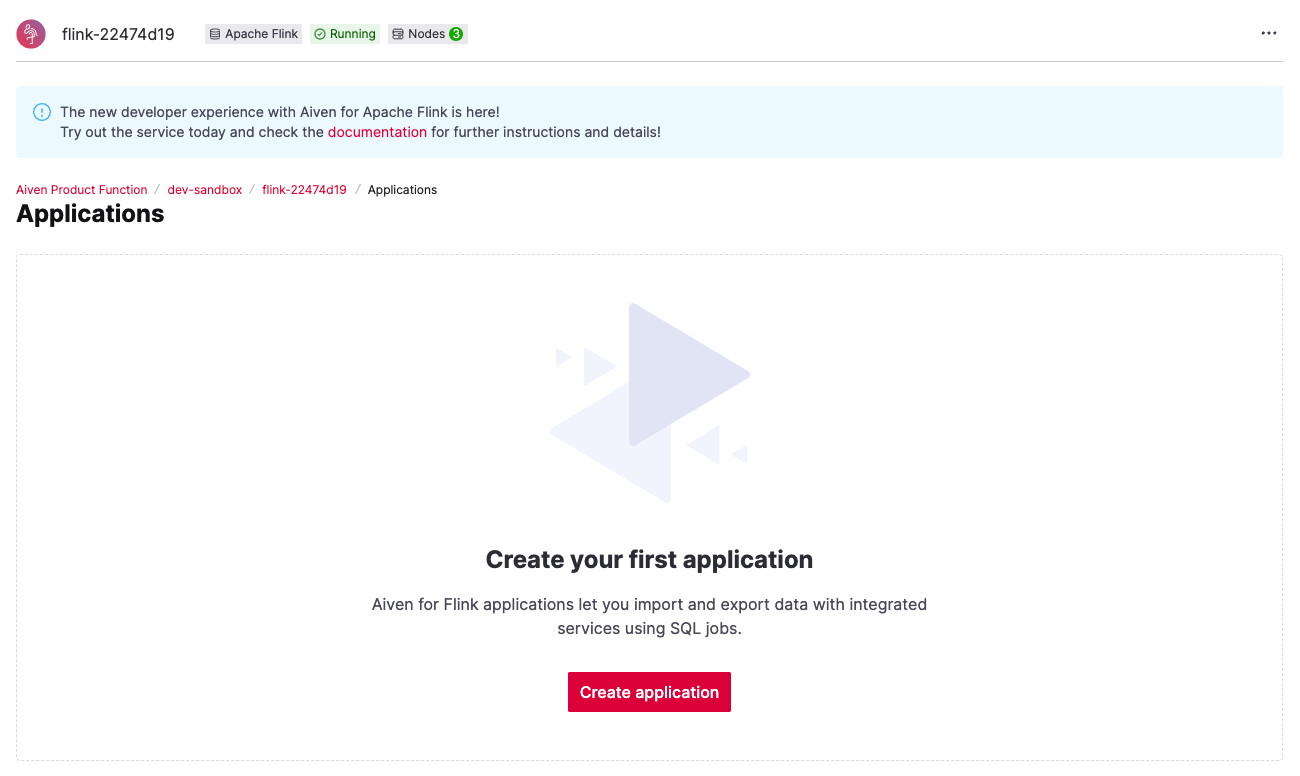 flink-22474d19 Apache Flink Running Nodes 3
The new developer experience with Aiven for Apache Flink is here!
Try out the service today and check the documentation for further instructions and details!
Aiven Product Function / dev-sandbox / flink-22474d19 / Applications
Applications
Create your first application
Aiven for Flink applications let you import and export data with integrated
services using SQL jobs.
Create application